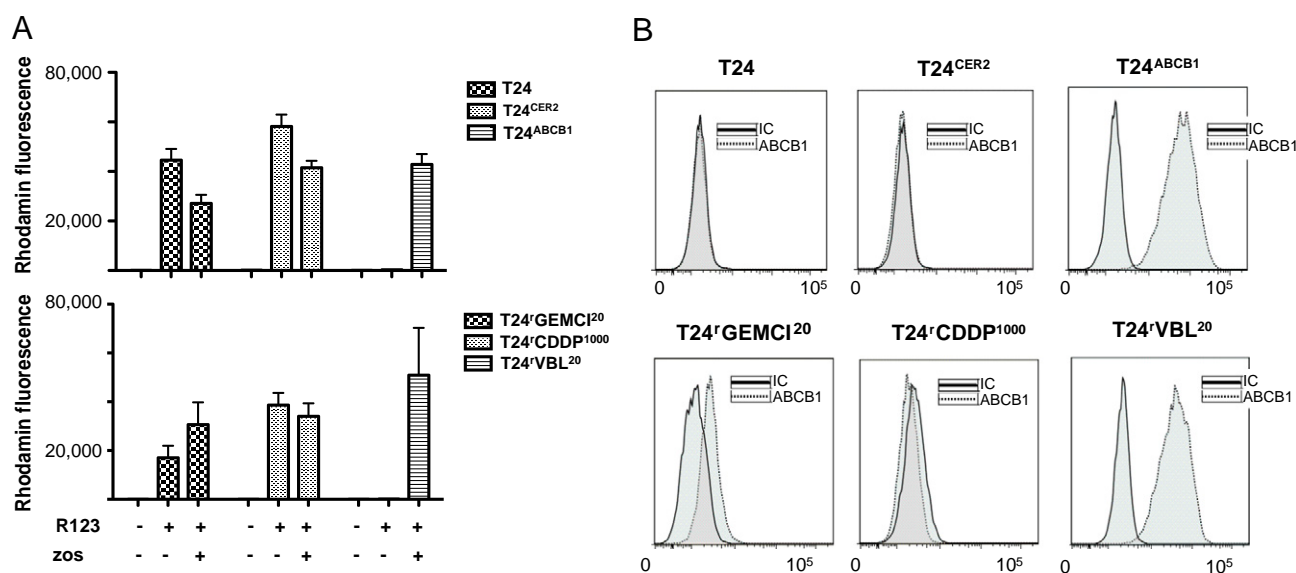 A
B
Rhodamin fluorescence
80,000
20,000
T24
T24CER2
T24ABCB1
Rhodamin fluorescence
80,000
20,000
T24rGEMCI20
T24rCDDP1000
T24rVBL20
R123 - + + - + + - + +
zos - - + - - + - - +
T24
IC
ABCB1
0 105
T24CER2
IC
ABCB1
0 105
T24ABCB1
IC
ABCB1
0 105
T24rGEMCI20
IC
ABCB1
0 105
T24rCDDP1000
IC
ABCB1
0 105
T24rVBL20
IC
ABCB1
0 105